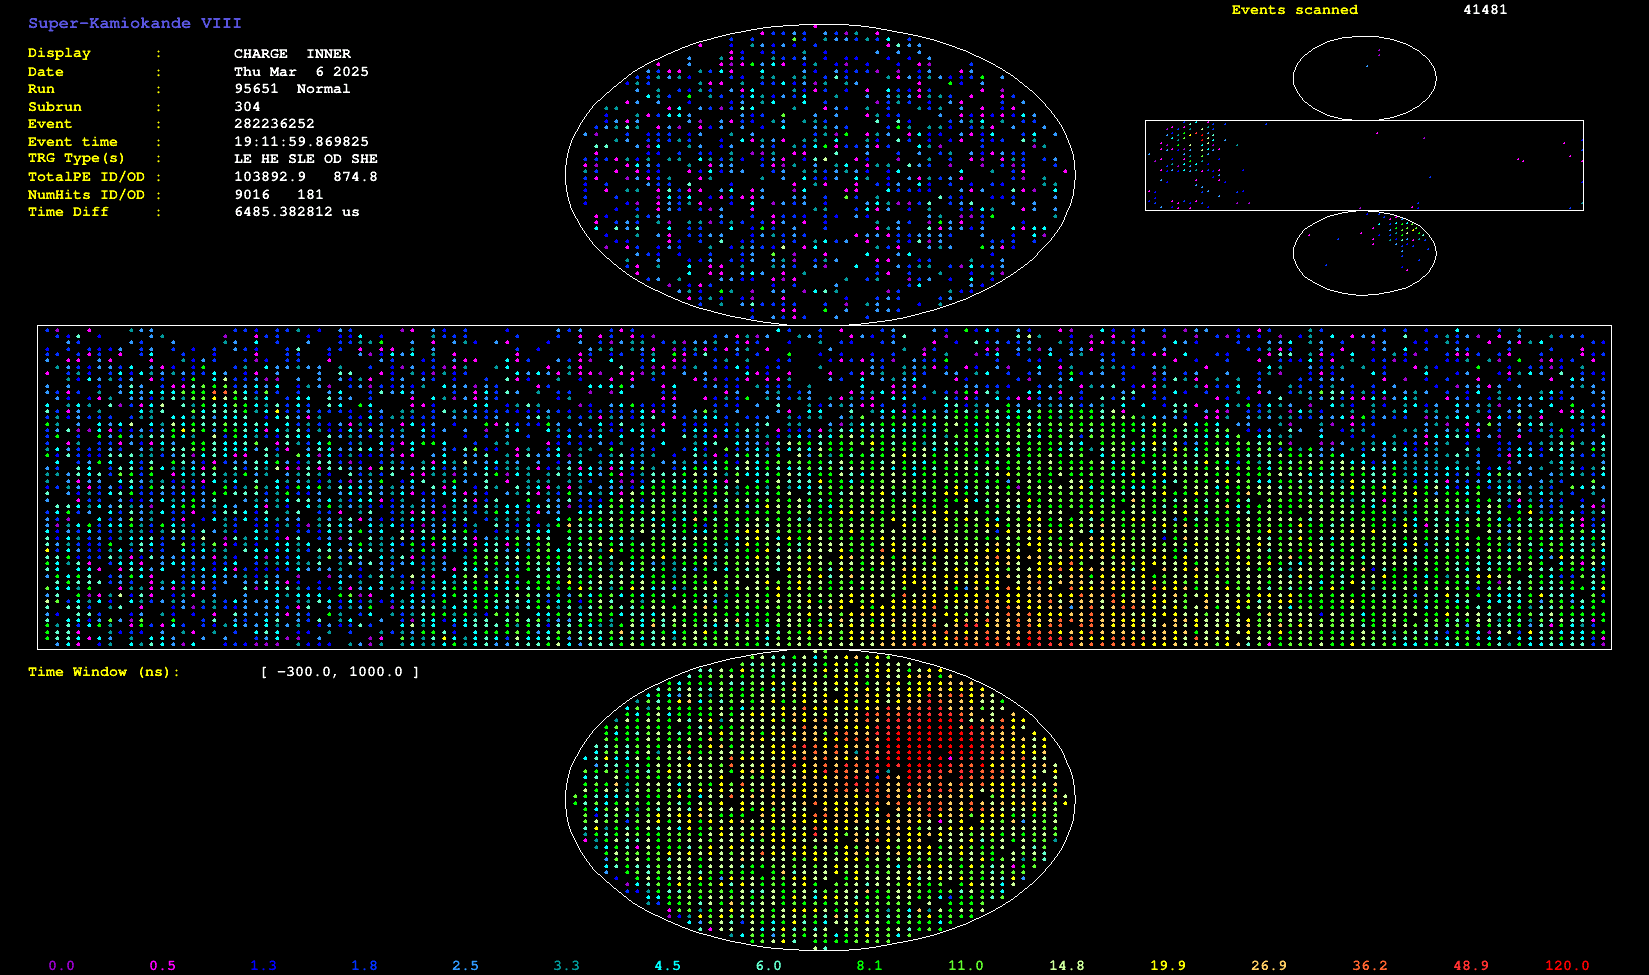 Super-Kamiokande VIII
Events scanned 41481
Display : CHARGE INNER
Date : Thu Mar 6 2025
Run : 95651 Normal
Subrun : 304
Event : 282236252
Event time : 19:11:59.869825
TRG Type(s) : LE HE SLE OD SHE
TotalPE ID/OD : 103892.9 874.8
NumHits ID/OD : 9016 181
Time Diff : 6485.382812 us
Time Window (ns): [ -300.0, 1000.0 ]
0.0 0.5 1.3 1.8 2.5 3.3 4.5 6.0 8.1 11.0 14.8 19.9 26.9 36.2 48.9 120.0